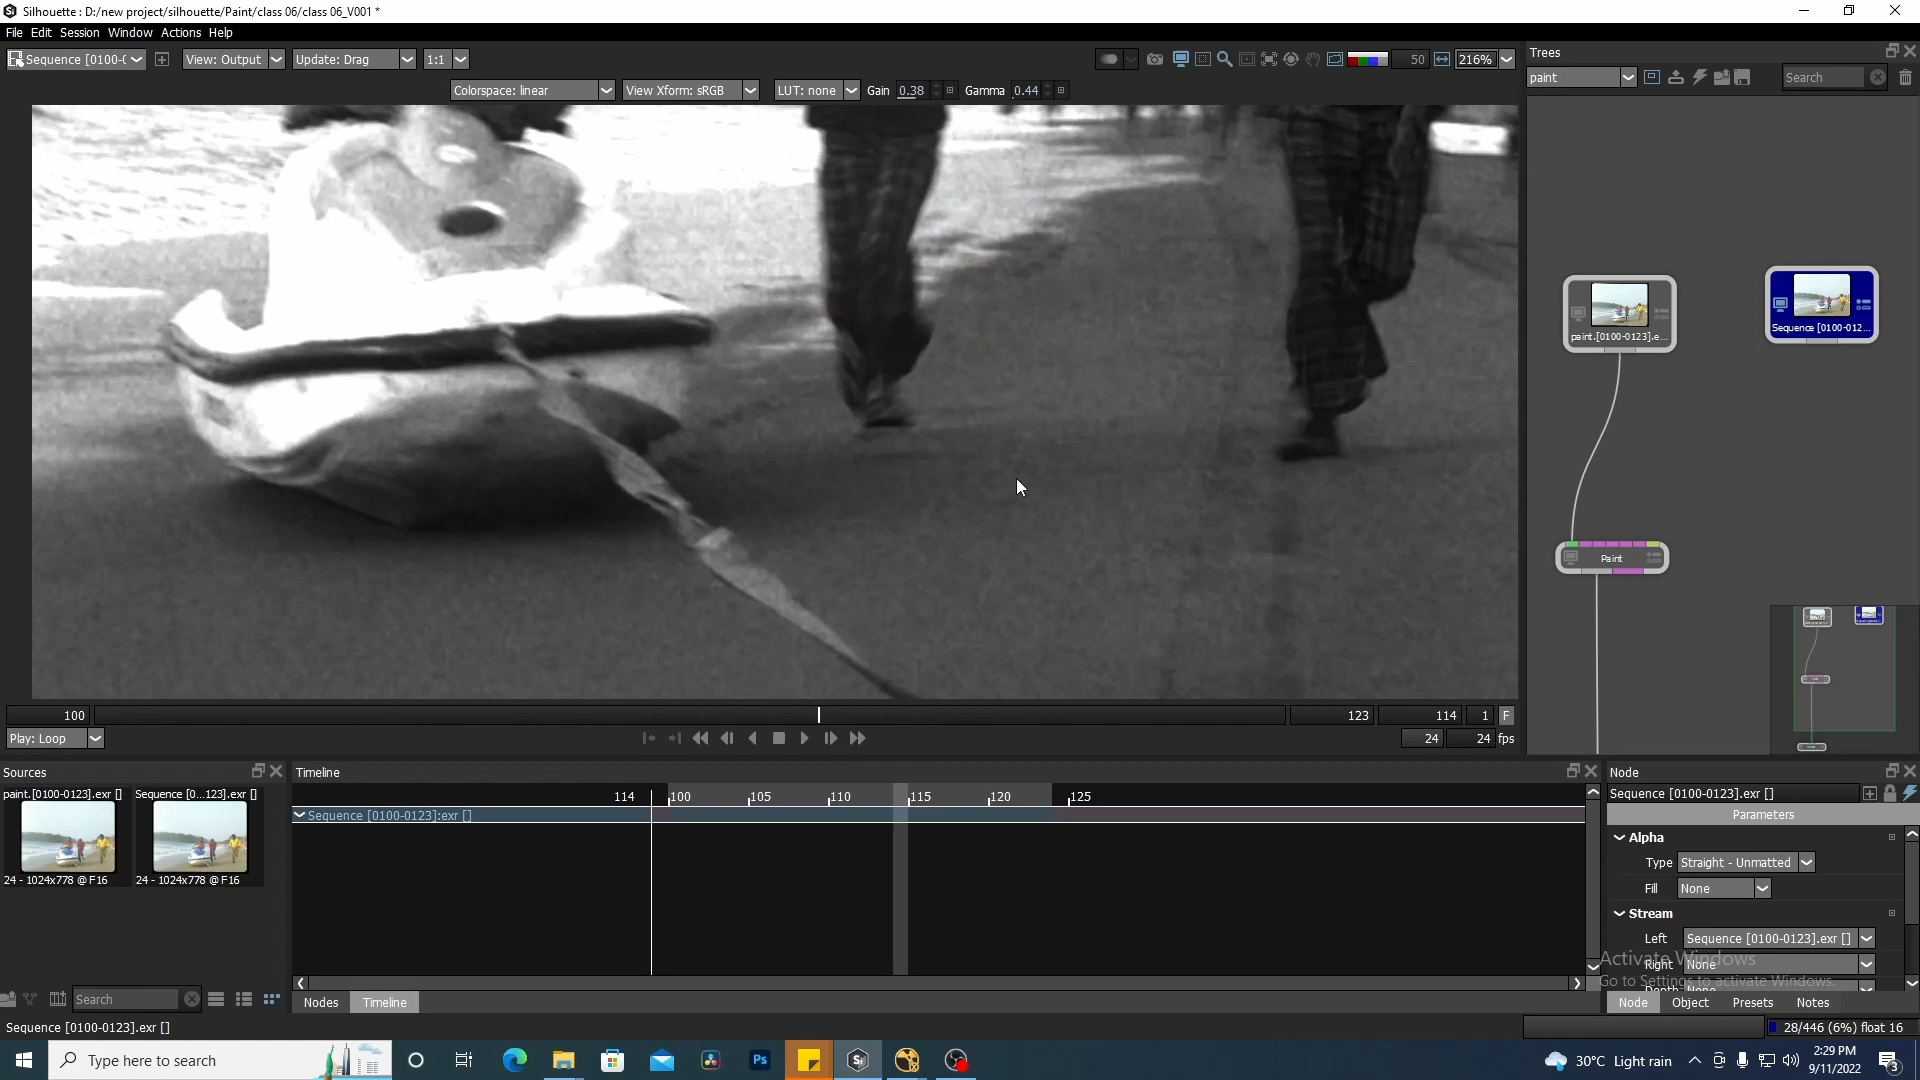 Silhouette : D:/new project/silhouette/Paint/class 06/class 06_V001 *
File Edit Session Window Actions Help
Sequence [0100-( View: Output Update: Drag 1:1 50 216%
Colorspace: linear View Xform: sRGB LUT: none Gain 0.38 Gamma 0.44
Trees
paint Search
paint.[0100-0123].e...
Sequence [0100-012...
Paint
100 123 114 1 F
Play: Loop 24 24 fps
Sources
paint.[0100-0123].exr [] Sequence [0...123].exr []
24 - 1024x778 @ F16 24 - 1024x778 @ F16
Search
Timeline
114 100 105 110 115 120 125
Sequence [0100-0123]:exr []
Nodes Timeline
Node
Sequence [0100-0123].exr []
Parameters
Alpha
Type Straight - Unmatted
Fill None
Stream
Left Sequence [0100-0123].exr []
Right None
Depth None
Activate Windows
Go to Settings to activate Windows.
Node Object Presets Notes
Sequence [0100-0123].exr []
28/446 (6%) float 16
Type here to search
Ps
Si
30°C Light rain
2:29 PM
9/11/2022
3